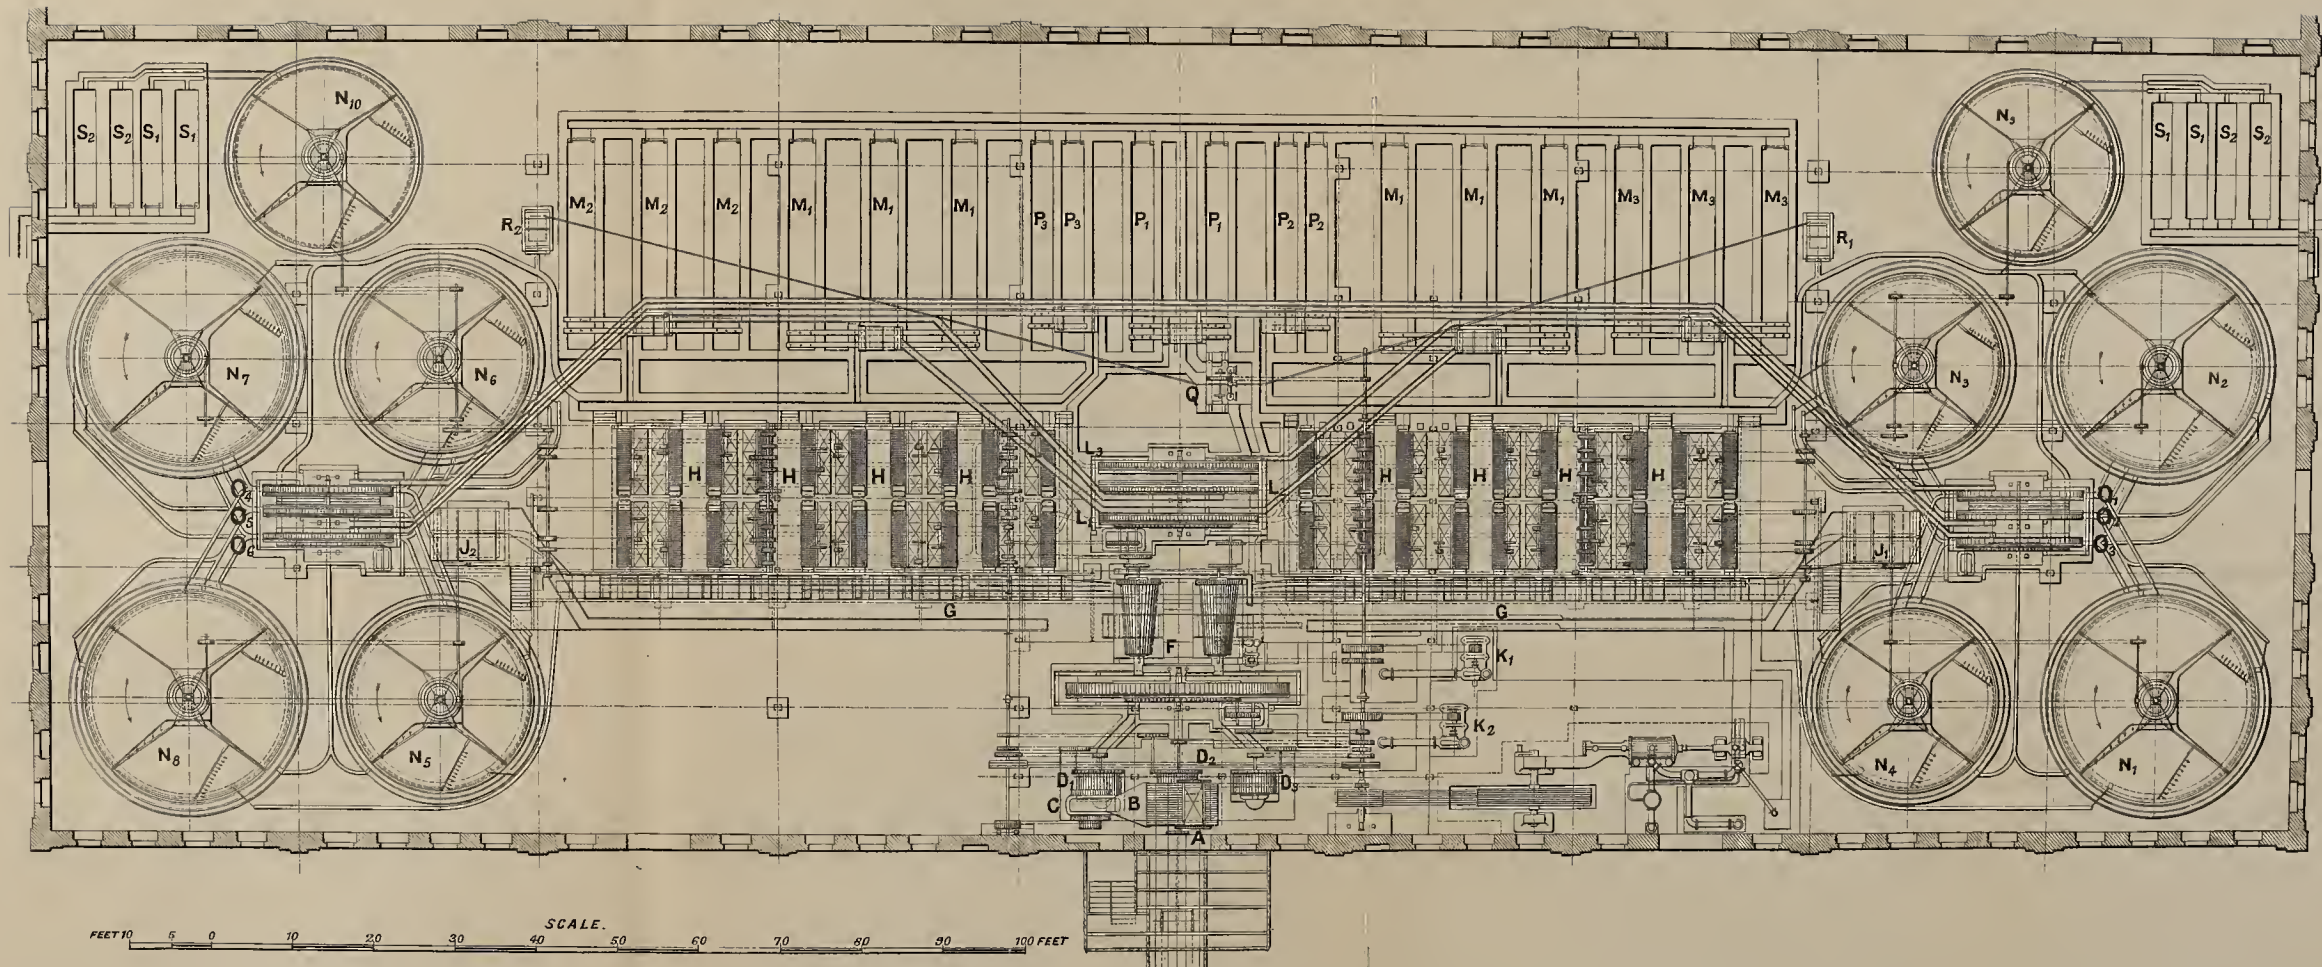 N10
N9
S2 S2 S1 S1
S1 S1 S2 S2
M2 M2 M2 M1 M1 M1 P3 P3 P1 P1 P2 P2 M1 M1 M1 M3 M3 M3
R2
R1
N7
N6
Q
N3
N2
L3
H H H H
L
H H H H
O4
O5
O6
L
O1
O2
O3
J2
J1
G
G
F
K1
K2
N8
N5
D1
D2
D3
C
B
A
N4
N1
SCALE.
FEET 10 5 0 10 20 30 40 50 60 70 80 90 100 FEET